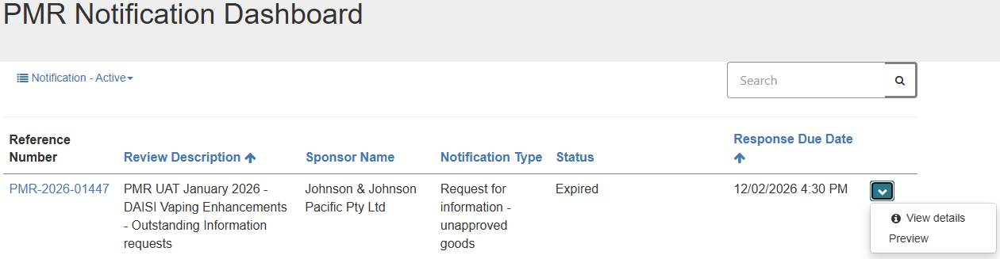 PMR Notification Dashboard
Notification - Active
Search
Reference
Number
Review Description
Sponsor Name
Notification Type
Status
Response Due Date
PMR-2026-01447
PMR UAT January 2026 -
DAISI Vaping Enhancements
- Outstanding Information
requests
Johnson & Johnson
Pacific Pty Ltd
Request for
information -
unapproved
goods
Expired
12/02/2026 4:30 PM
View details
Preview